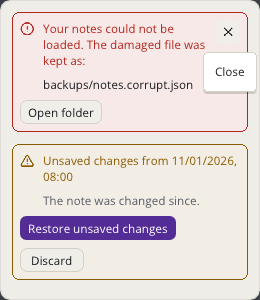 Your notes could not be
loaded. The damaged file was
kept as:
backups/notes.corrupt.json
Close
Open folder
Unsaved changes from 11/01/2026,
08:00
The note was changed since.
Restore unsaved changes
Discard